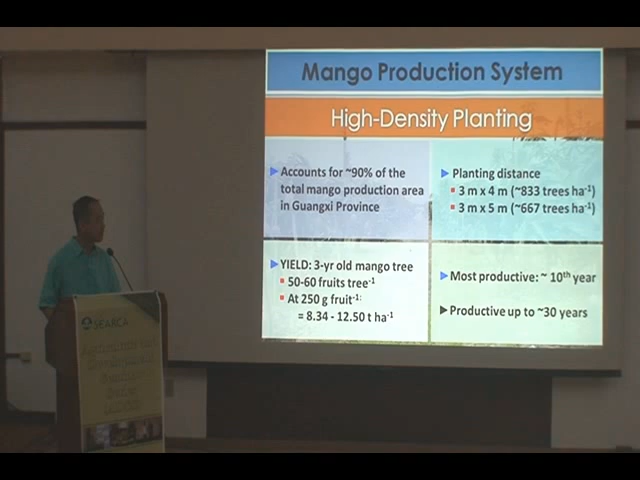 Mango Production System
High-Density Planting
Accounts for ~90% of the
total mango production area
in Guangxi Province
Planting distance
3 m x 4 m (~833 trees ha⁻¹)
3 m x 5 m (~667 trees ha⁻¹)
YIELD: 3-yr old mango tree
50-60 fruits tree⁻¹
At 250 g fruit⁻¹:
= 8.34 - 12.50 t ha⁻¹
Most productive: ~ 10th year
Productive up to ~30 years
SEARCA